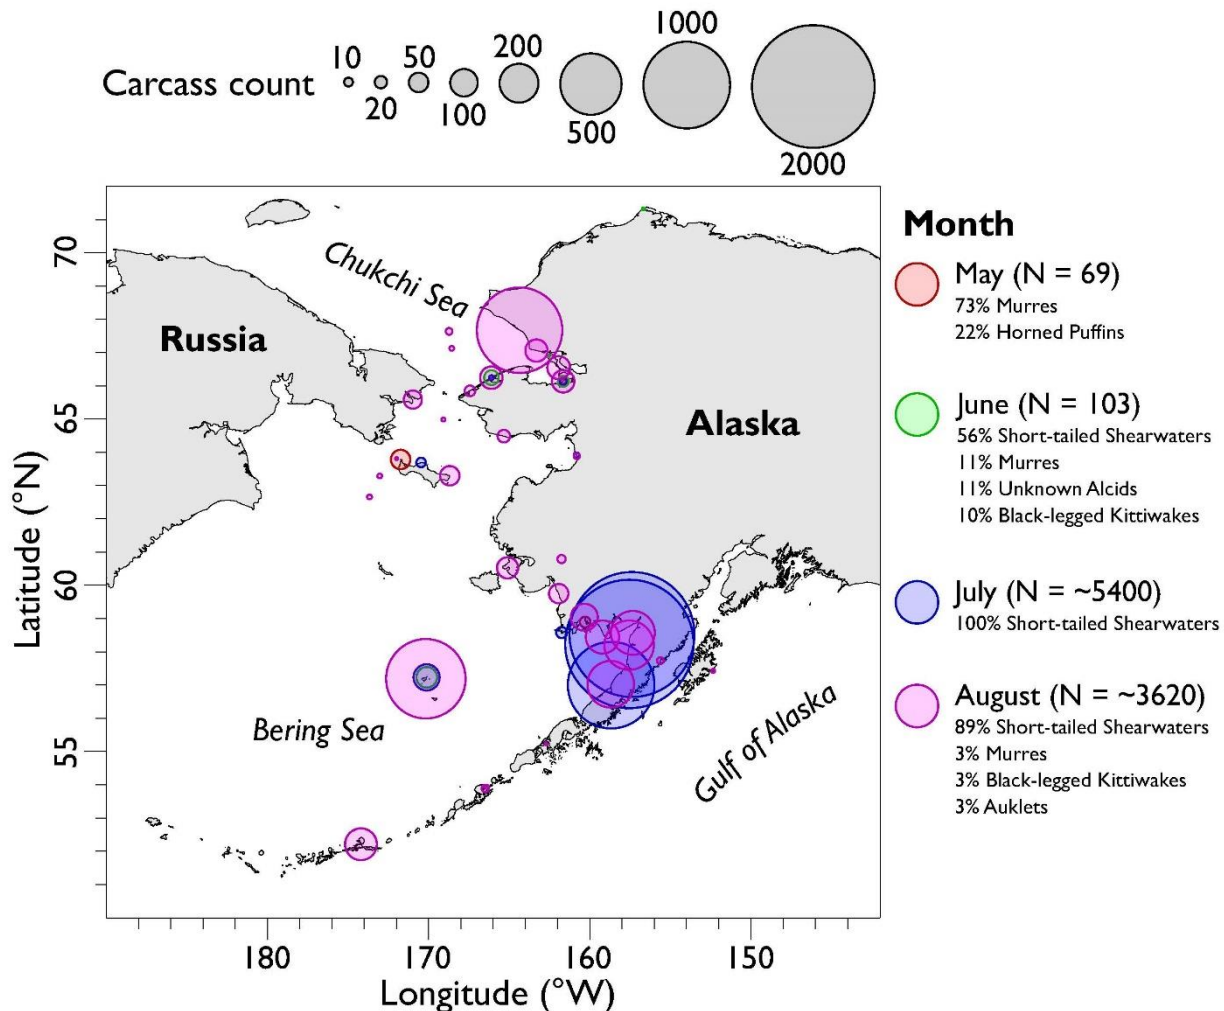 10
50
200
1000
Carcass count
20
100
500
2000
Chukchi Sea
Russia
Alaska
Bering Sea
Gulf of Alaska
Latitude (°N)
70
65
60
55
180
170
160
150
Longitude (°W)
Month
May (N = 69)
73% Murres
22% Horned Puffins
June (N = 103)
56% Short-tailed Shearwaters
11% Murres
11% Unknown Alcids
10% Black-legged Kittiwakes
July (N = ~5400)
100% Short-tailed Shearwaters
August (N = ~3620)
89% Short-tailed Shearwaters
3% Murres
3% Black-legged Kittiwakes
3% Auklets